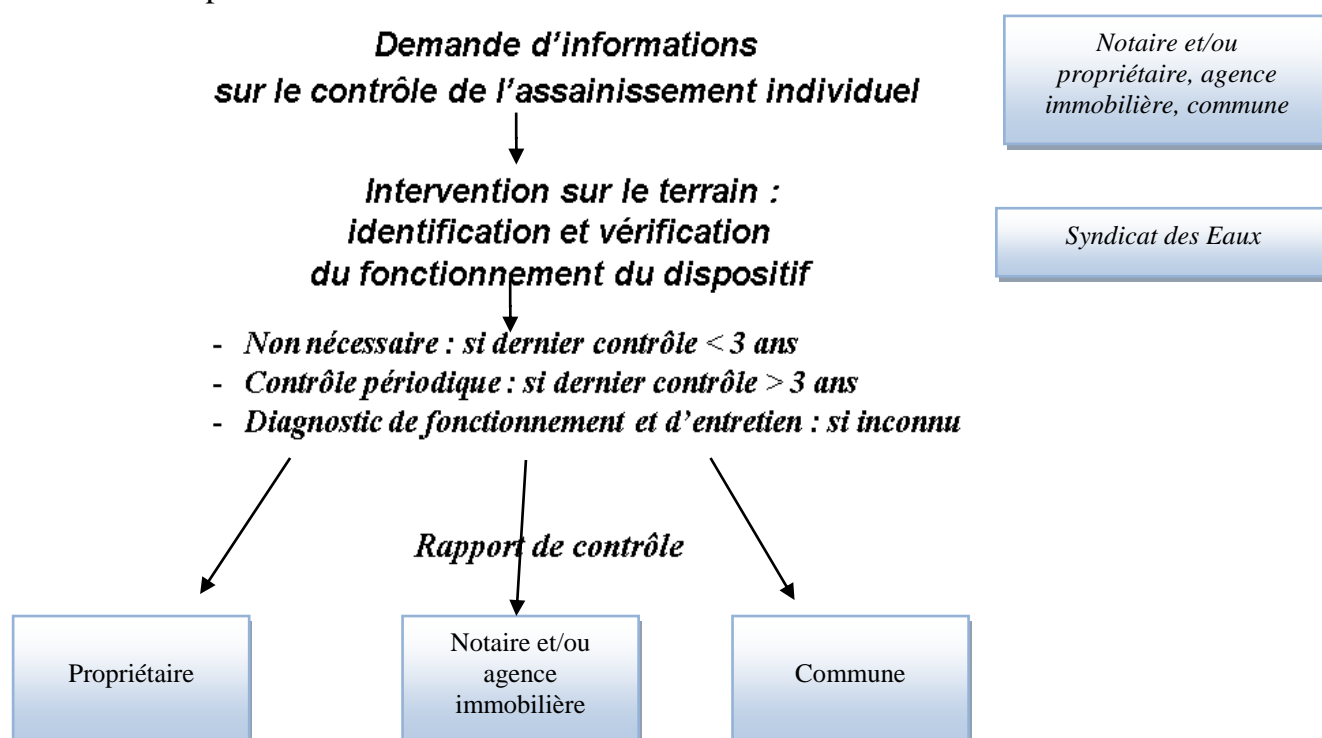 Demande d'informations
sur le contrôle de l'assainissement individuel
Notaire et/ou
propriétaire, agence
immobilière, commune
Intervention sur le terrain :
identification et vérification
du fonctionnement du dispositif
Syndicat des Eaux
- Non nécessaire : si dernier contrôle < 3 ans
- Contrôle périodique : si dernier contrôle > 3 ans
- Diagnostic de fonctionnement et d'entretien : si inconnu
Rapport de contrôle
Propriétaire
Notaire et/ou
agence
immobilière
Commune